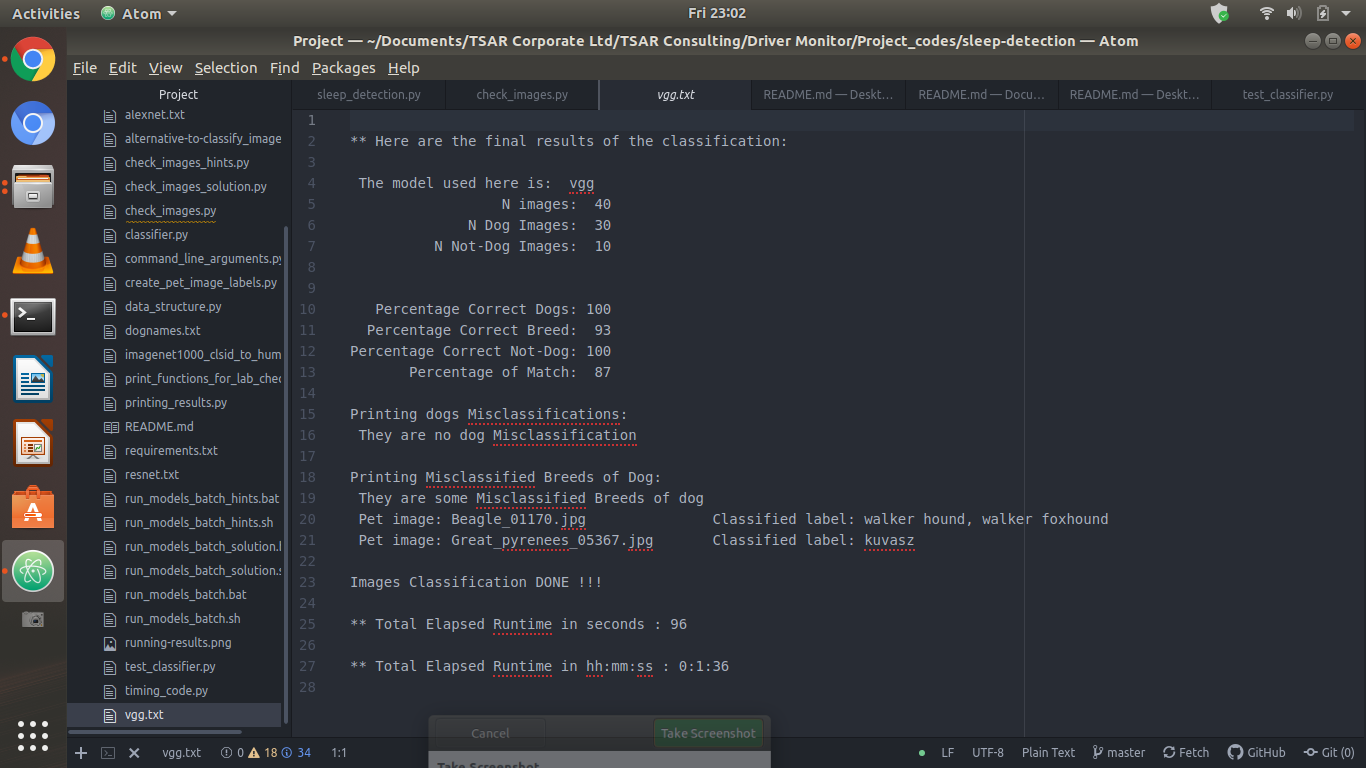 Activities Atom Fri 23:02
Project — ~/Documents/TSAR Corporate Ltd/TSAR Consulting/Driver Monitor/Project_codes/sleep-detection — Atom
File Edit View Selection Find Packages Help
Project
alexnet.txt
alternative-to-classify_image
check_images_hints.py
check_images_solution.py
check_images.py
classifier.py
command_line_arguments.py
create_pet_image_labels.py
data_structure.py
dognames.txt
imagenet1000_clsid_to_hum
print_functions_for_lab_chec
printing_results.py
README.md
requirements.txt
resnet.txt
run_models_batch_hints.bat
run_models_batch_hints.sh
run_models_batch_solution.l
run_models_batch_solution.s
run_models_batch.bat
run_models_batch.sh
running-results.png
test_classifier.py
timing_code.py
vgg.txt
sleep_detection.py check_images.py vgg.txt README.md — Deskt... README.md — Docu... README.md — Deskt... test_classifier.py
1
2 ** Here are the final results of the classification:
3
4 The model used here is: vgg
5 N images: 40
6 N Dog Images: 30
7 N Not-Dog Images: 10
8
9
10 Percentage Correct Dogs: 100
11 Percentage Correct Breed: 93
12 Percentage Correct Not-Dog: 100
13 Percentage of Match: 87
14
15 Printing dogs Misclassifications:
16 They are no dog Misclassification
17
18 Printing Misclassified Breeds of Dog:
19 They are some Misclassified Breeds of dog
20 Pet image: Beagle_01170.jpg Classified label: walker hound, walker foxhound
21 Pet image: Great_pyrenees_05367.jpg Classified label: kuvasz
22
23 Images Classification DONE !!!
24
25 ** Total Elapsed Runtime in seconds : 96
26
27 ** Total Elapsed Runtime in hh:mm:ss : 0:1:36
28
Cancel Take Screenshot
Take Screenshot
vgg.txt 0 18 34 1:1 LF UTF-8 Plain Text master Fetch GitHub Git (0)